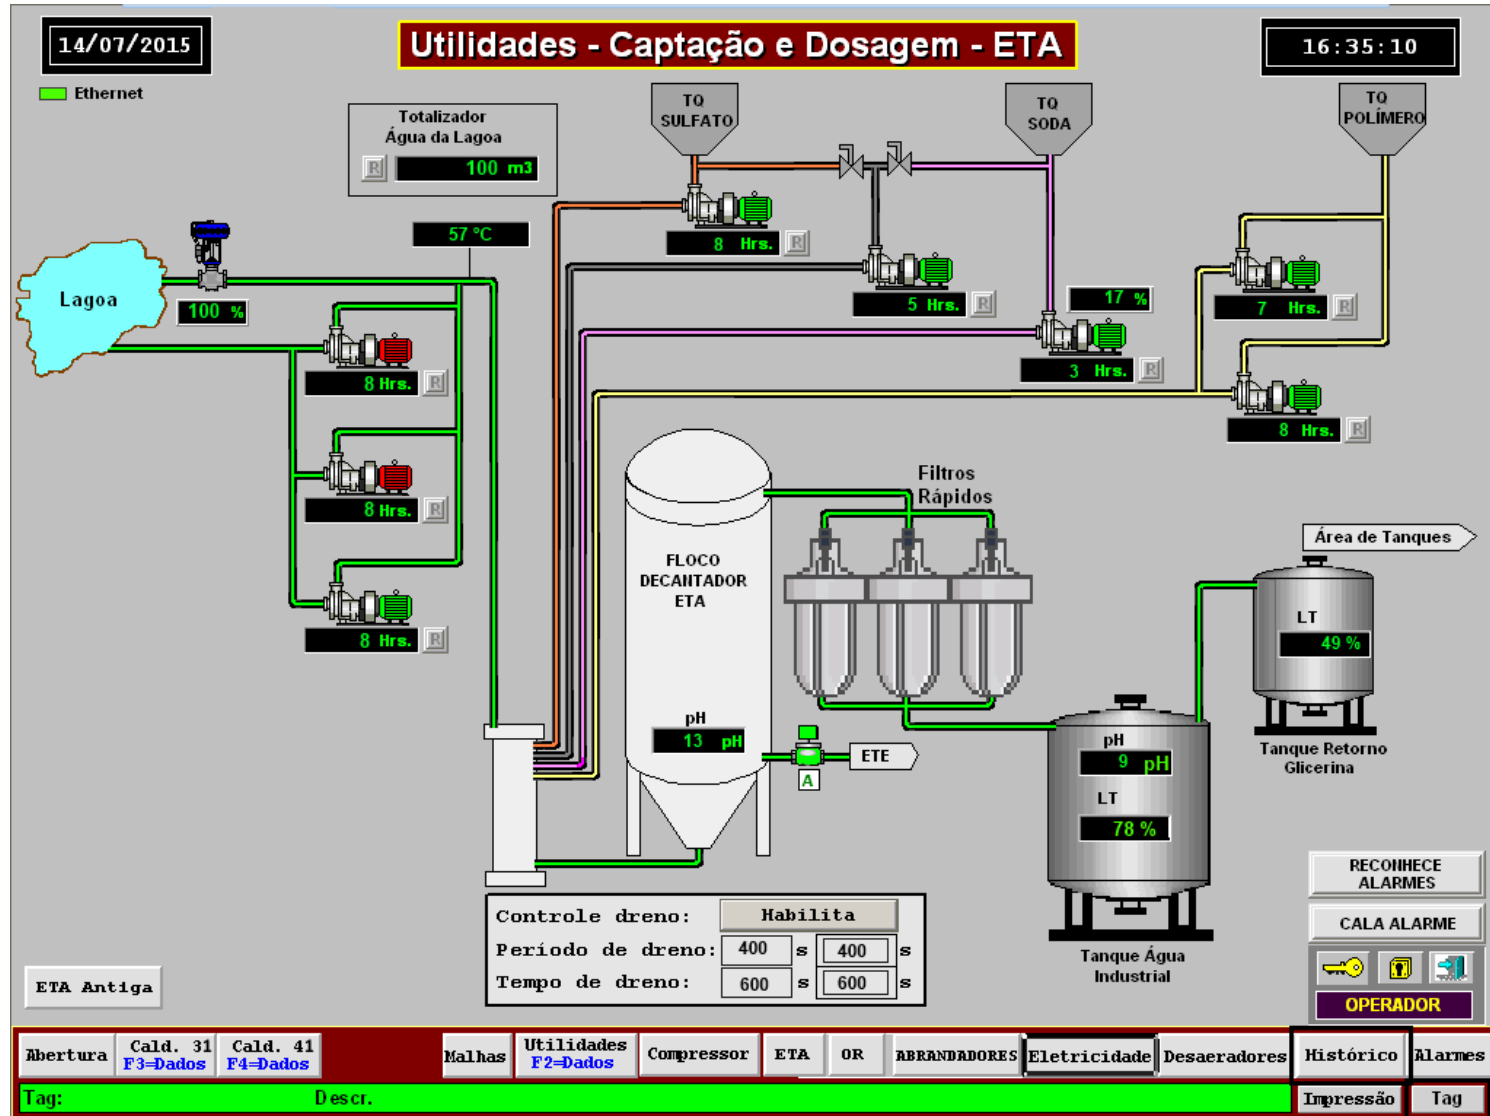 14/07/2015
Utilidades - Captação e Dosagem - ETA
16:35:10
Ethernet
Totalizador
Água da Lagoa
R
100 m3
TQ
SULFATO
TQ
SODA
TQ
POLÍMERO
57 °C
8 Hrs.
R
Lagoa
100 %
5 Hrs.
R
17 %
7 Hrs.
R
8 Hrs.
R
3 Hrs.
R
8 Hrs.
R
8 Hrs.
R
8 Hrs.
R
Filtros
Rápidos
FLOCO
DECANTADOR
ETA
pH
13 pH
ETE
A
Área de Tanques
LT
49 %
Tanque Retorno
Glicerina
pH
9 pH
LT
78 %
Tanque Água
Industrial
Controle dreno: Habilita
Período de dreno: 400 s 400 s
Tempo de dreno: 600 s 600 s
RECONHECE
ALARMES
CALA ALARME
OPERADOR
ETA Antiga
Abertura
Cald. 31
F3=Dados
Cald. 41
F4=Dados
Malhas
Utilidades
F2=Dados
Compressor
ETA
OR
ABRANDADORES
Eletricidade
Desaeradores
Histórico
Alarmes
Tag: Descr.
Impressão
Tag